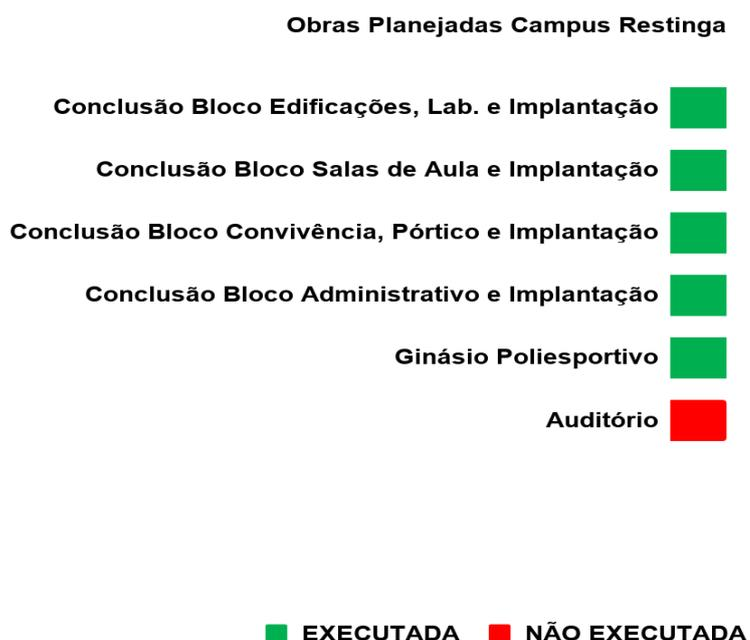 Obras Planejadas Campus Restinga
Conclusão Bloco Edificações, Lab. e Implantação
Conclusão Bloco Salas de Aula e Implantação
Conclusão Bloco Convivência, Pórtico e Implantação
Conclusão Bloco Administrativo e Implantação
Ginásio Poliesportivo
Auditório
EXECUTADA NÃO EXECUTADA